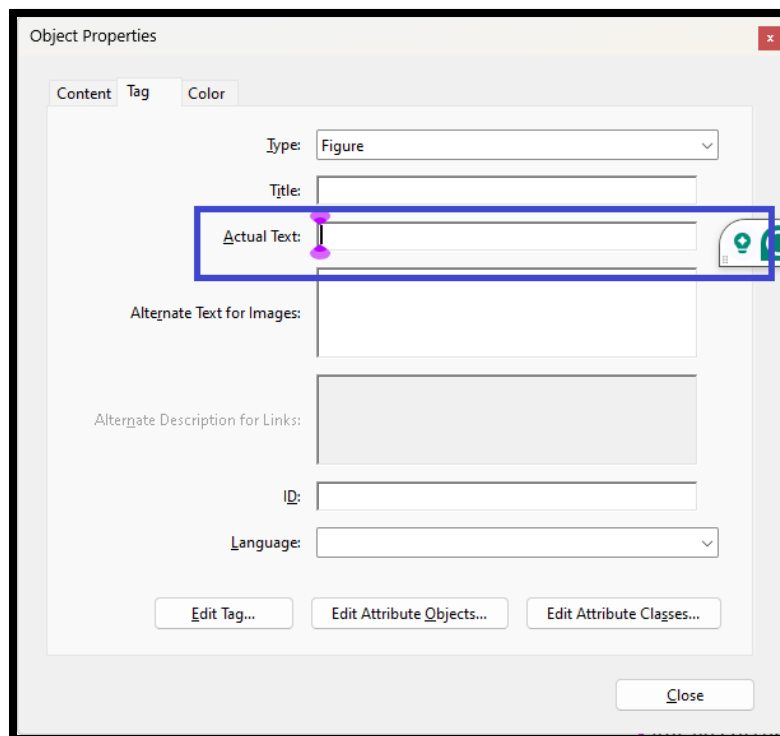 Object Properties
x
Content Tag Color
Type: Figure
Title:
Actual Text:
Alternate Text for Images:
Alternate Description for Links:
ID:
Language:
Edit Tag... Edit Attribute Objects... Edit Attribute Classes...
Close